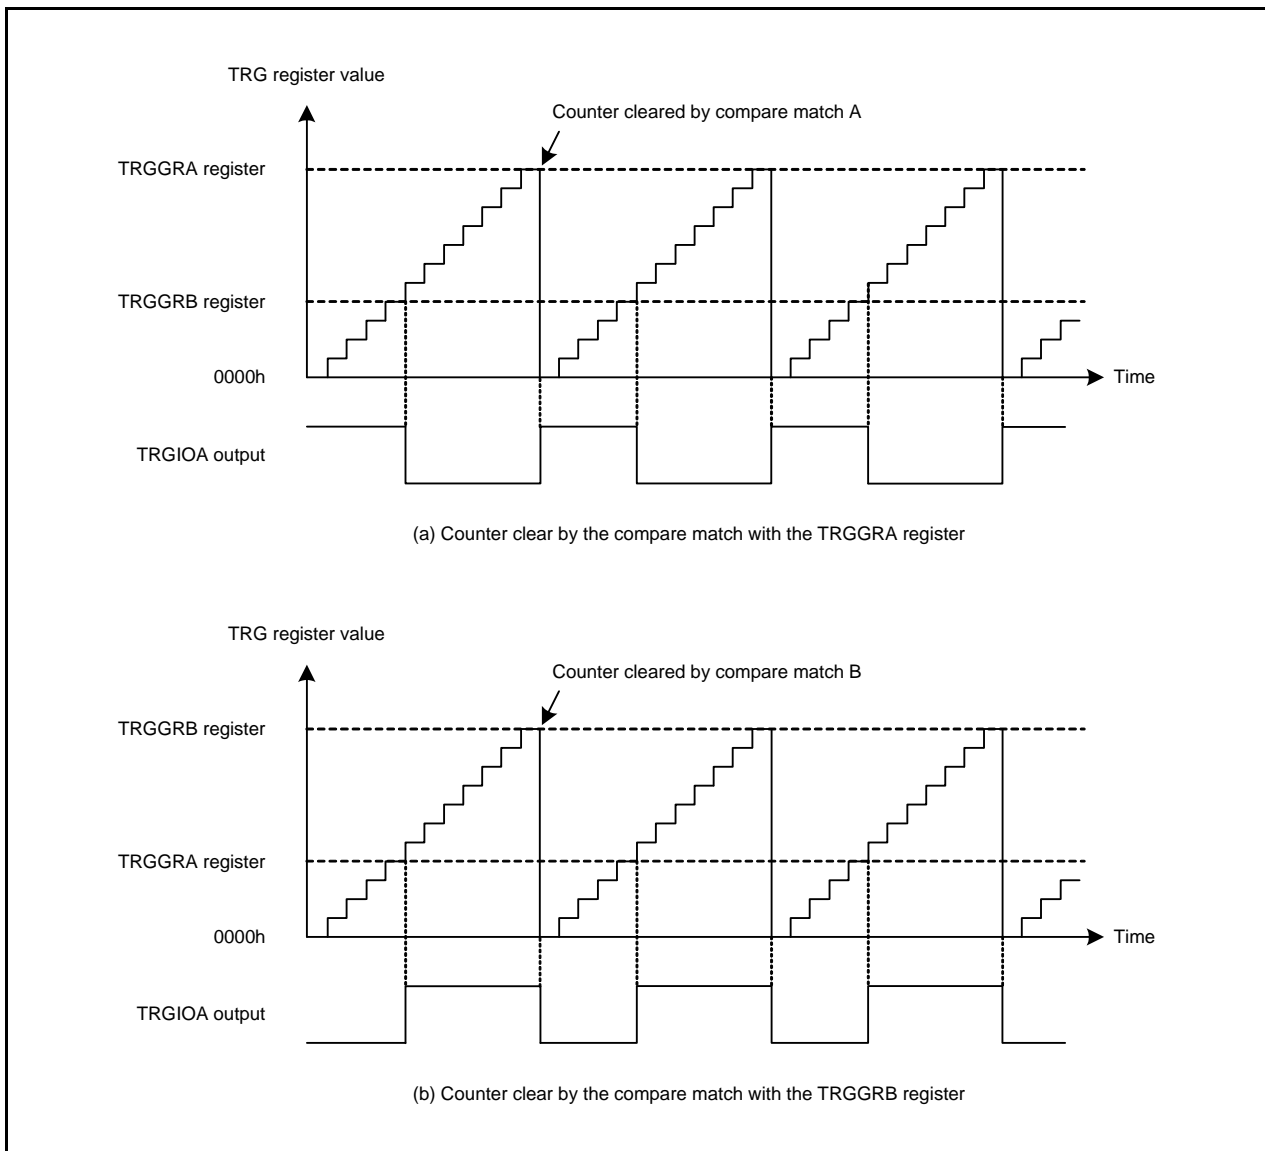 TRG register value
Counter cleared by compare match A
TRGGRA register
TRGGRB register
0000h
Time
TRGIOA output
(a) Counter clear by the compare match with the TRGGRA register
TRG register value
Counter cleared by compare match B
TRGGRB register
TRGGRA register
0000h
Time
TRGIOA output
(b) Counter clear by the compare match with the TRGGRB register